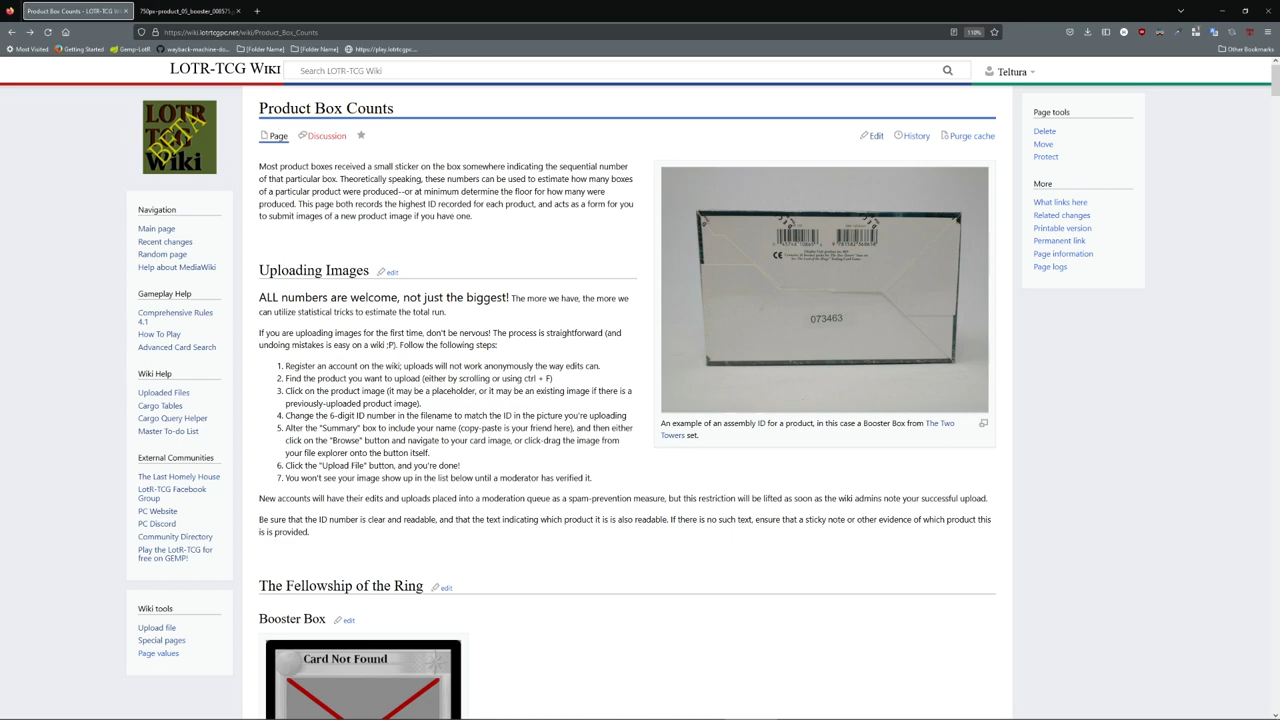 Product Box Counts - LOTR-TCG W
750px-product_05_booster_000575
https://wiki.lotrtcgpc.net/wiki/Product_Box_Counts
110%
Most Visited
Getting Started
Gemp-LotR
wayback-machine-do
[Folder Name]
[Folder Name]
https://play.lotrtcgpc
Other Bookmarks
LOTR-TCG Wiki
Search LOTR-TCG Wiki
Teltura
LOTR
TCG
Wiki
BETA
Product Box Counts
Page
Discussion
Edit
History
Purge cache
Most product boxes received a small sticker on the box somewhere indicating the sequential number
of that particular box. Theoretically speaking, these numbers can be used to estimate how many boxes
of a particular product were produced--or at minimum determine the floor for how many were
produced. This page both records the highest ID recorded for each product, and acts as a form for you
to submit images of a new product image if you have one.
073463
An example of an assembly ID for a product, in this case a Booster Box from The Two
Towers set.
Uploading Images
edit
ALL numbers are welcome, not just the biggest! The more we have, the more we
can utilize statistical tricks to estimate the total run.
If you are uploading images for the first time, don't be nervous! The process is straightforward (and
undoing mistakes is easy on a wiki ;P). Follow the following steps:
1. Register an account on the wiki; uploads will not work anonymously the way edits can.
2. Find the product you want to upload (either by scrolling or using ctrl + F)
3. Click on the product image (it may be a placeholder, or it may be an existing image if there is a
previously-uploaded product image).
4. Change the 6-digit ID number in the filename to match the ID in the picture you're uploading
5. Alter the "Summary" box to include your name (copy-paste is your friend here), and then either
click on the "Browse" button and navigate to your card image, or click-drag the image from
your file explorer onto the button itself.
6. Click the "Upload File" button, and you're done!
7. You won't see your image show up in the list below until a moderator has verified it.
New accounts will have their edits and uploads placed into a moderation queue as a spam-prevention measure, but this restriction will be lifted as soon as the wiki admins note your successful upload.
Be sure that the ID number is clear and readable, and that the text indicating which product it is is also readable. If there is no such text, ensure that a sticky note or other evidence of which product this
is is provided.
The Fellowship of the Ring
edit
Booster Box
edit
Card Not Found
Navigation
Main page
Recent changes
Random page
Help about MediaWiki
Gameplay Help
Comprehensive Rules
4.1
How To Play
Advanced Card Search
Wiki Help
Uploaded Files
Cargo Tables
Cargo Query Helper
Master To-do List
External Communities
The Last Homely House
LotR-TCG Facebook
Group
PC Website
PC Discord
Community Directory
Play the LotR-TCG for
free on GEMP!
Wiki tools
Upload file
Special pages
Page values
Page tools
Delete
Move
Protect
More
What links here
Related changes
Printable version
Permanent link
Page information
Page logs